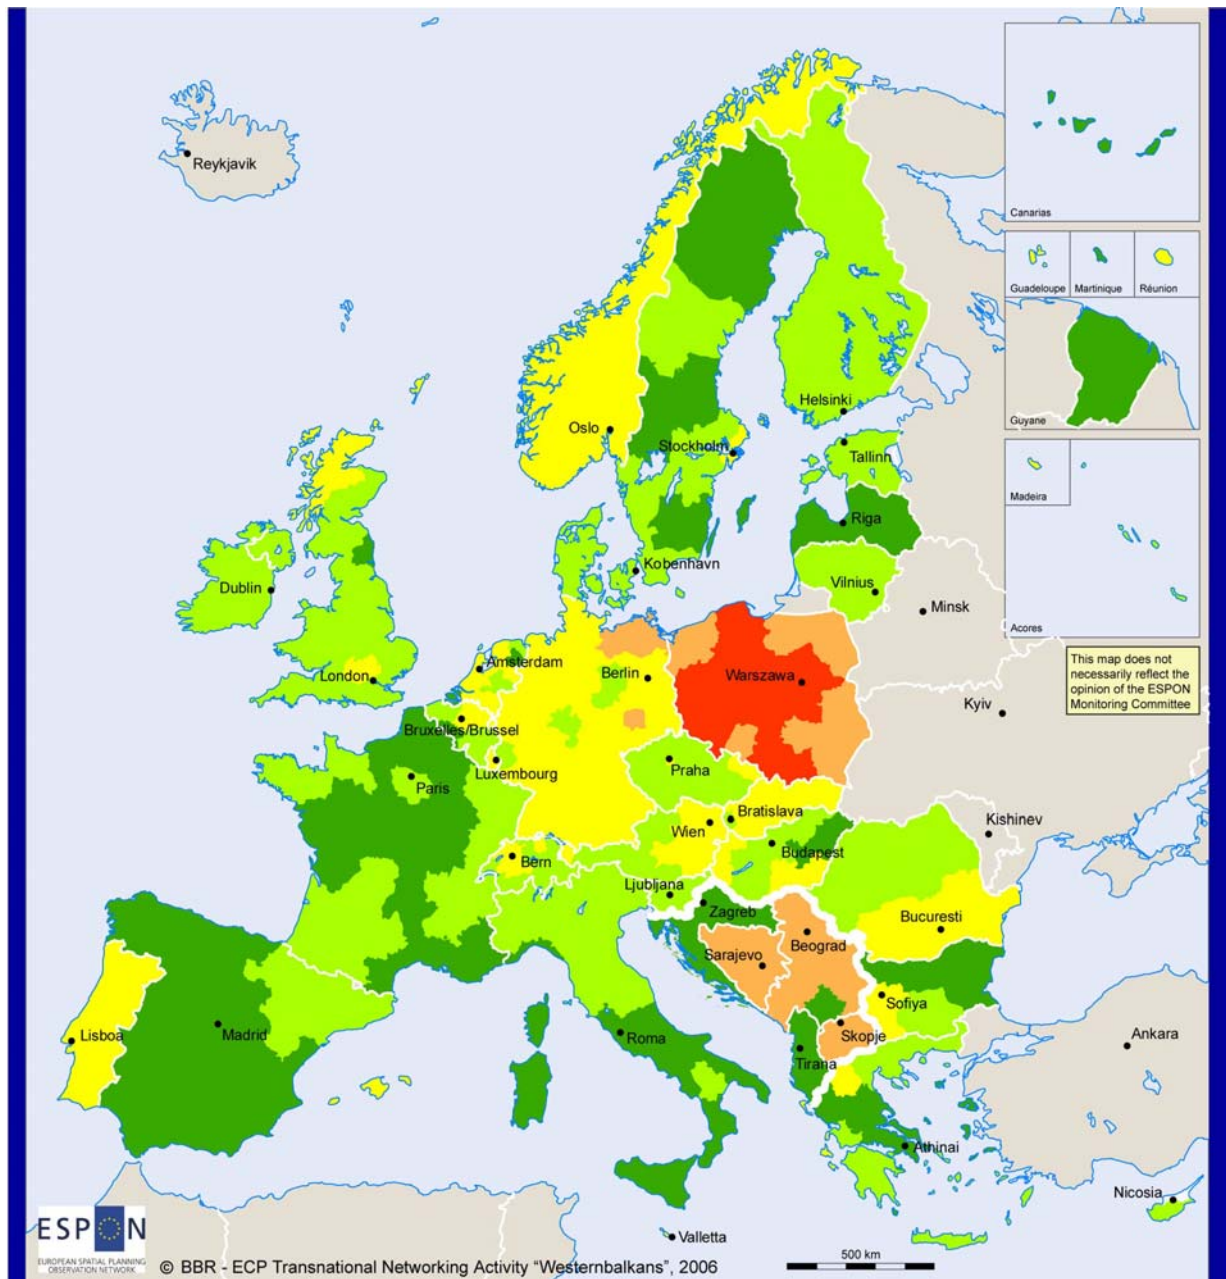 Reykjavik
Canarias
Guadeloupe
Martinique
Réunion
Guyane
Helsinki
Oslo
Stockholm
Tallinn
Madeira
Riga
Dublin
Kobenhavn
Vilnius
Minsk
Acores
This map does not
necessarily reflect the
opinion of the ESPON
Monitoring Committee
Amsterdam
London
Berlin
Warszawa
Kyiv
Bruxelles/Brussel
Luxembourg
Praha
Paris
Bratislava
Wien
Kishinev
Bern
Budapest
Ljubljana
Zagreb
Bucuresti
Beograd
Sarajevo
Sofiya
Lisboa
Madrid
Roma
Skopje
Ankara
Tirana
Athinai
Nicosia
Valletta
ESPON
EUROPEAN SPATIAL PLANNING
OBSERVATION NETWORK
© BBR - ECP Transnational Networking Activity “Westernbalkans”, 2006
500 km